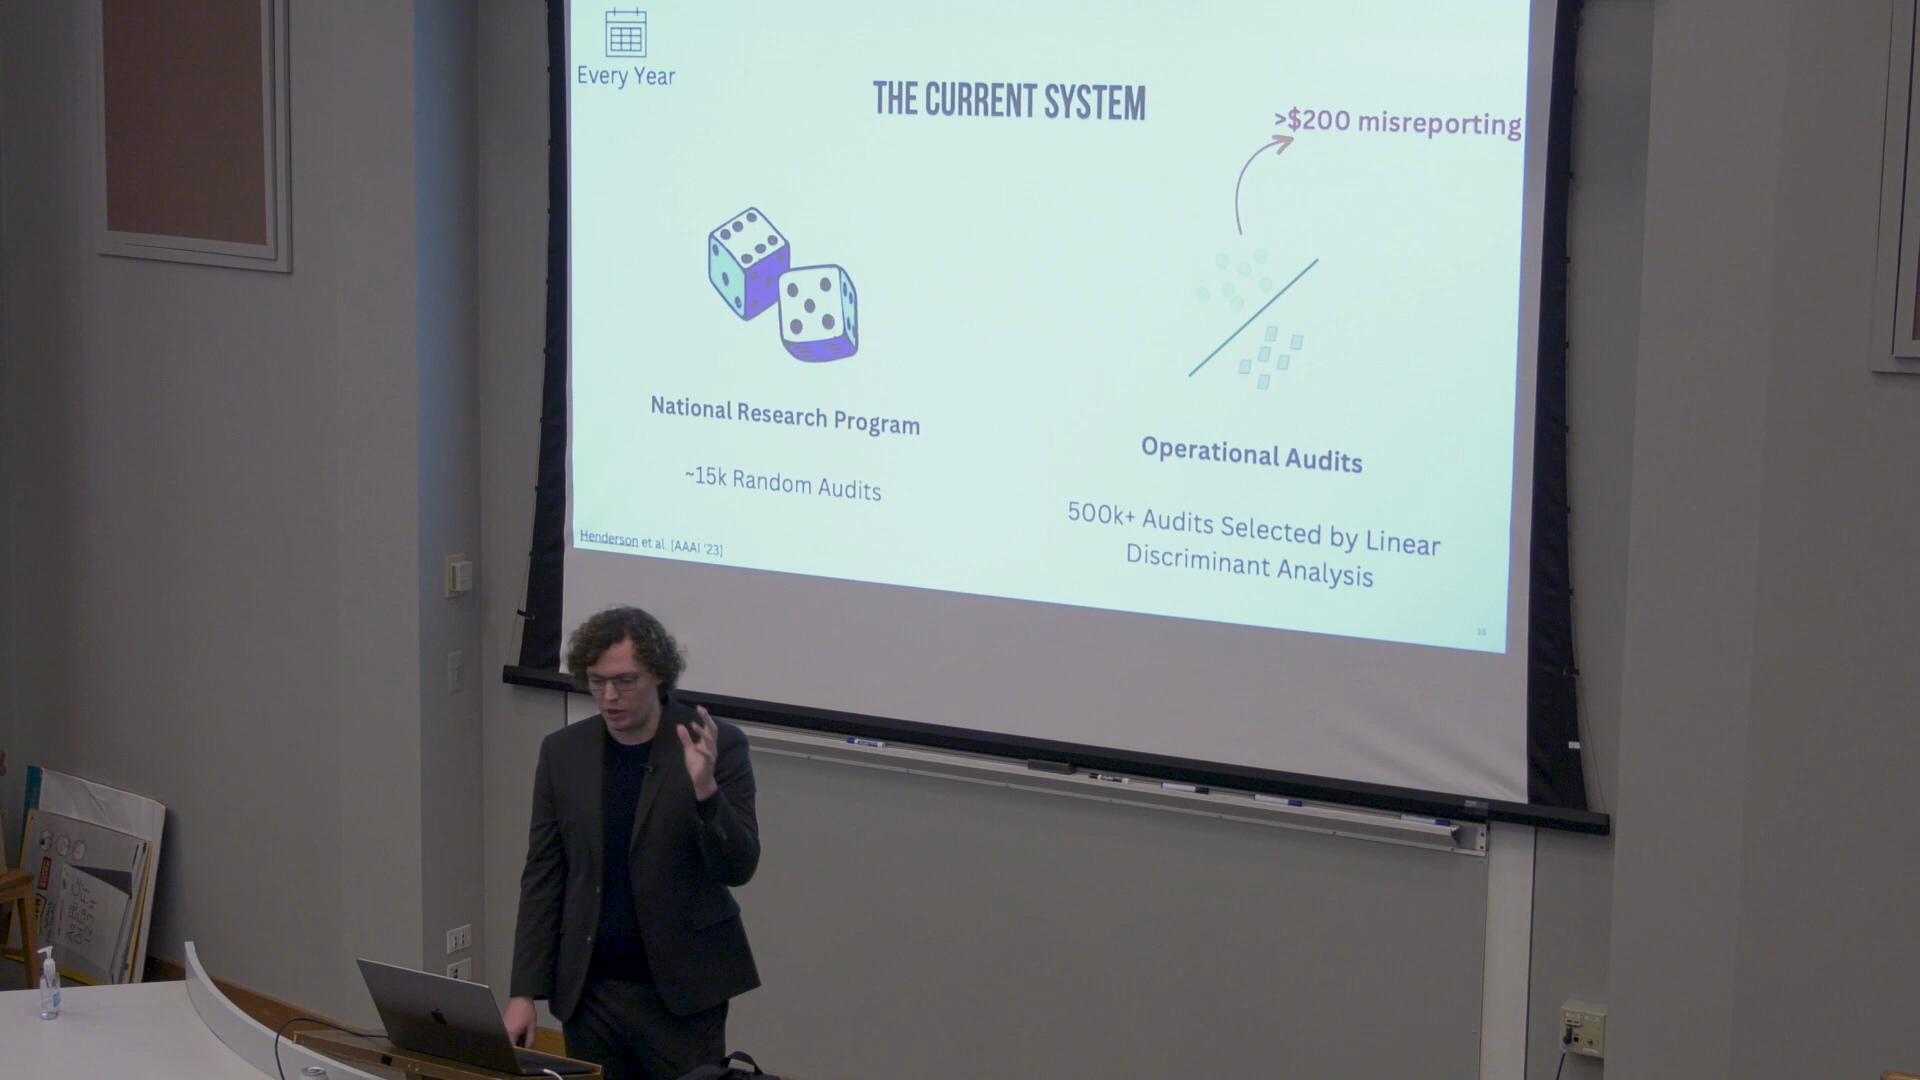 Every Year
THE CURRENT SYSTEM
>$200 misreporting
National Research Program
~15k Random Audits
Operational Audits
500k+ Audits Selected by Linear
Discriminant Analysis
Henderson et al. [AAAI '23]